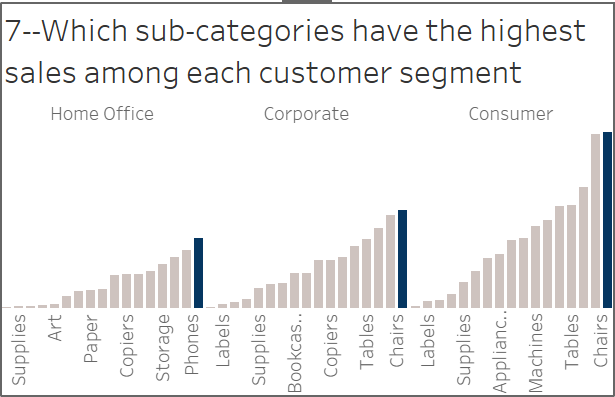 7--Which sub-categories have the highest
sales among each customer segment
Home Office
Corporate
Consumer
Supplies
Art
Paper
Copiers
Storage
Phones
Labels
Supplies
Bookcas..
Copiers
Tables
Chairs
Labels
Supplies
Applianc..
Machines
Tables
Chairs